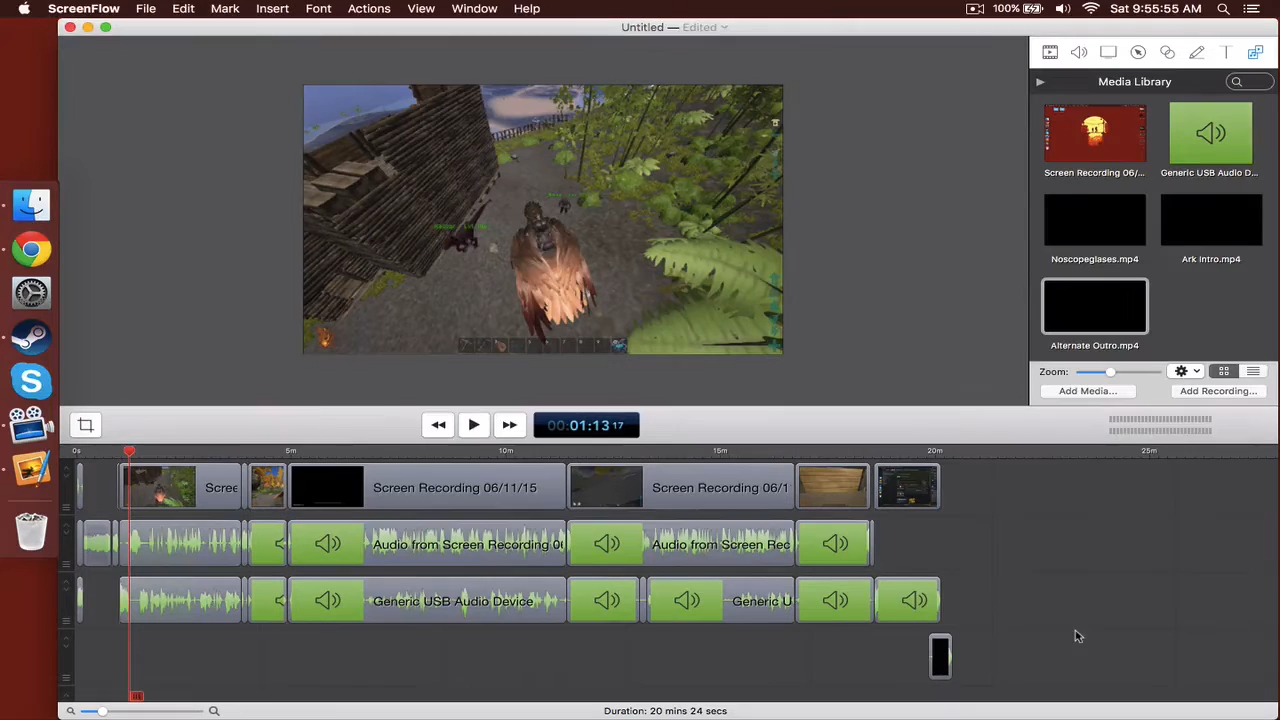 ScreenFlow File Edit Mark Insert Font Actions View Window Help 100% Sat 9:55:55 AM
Untitled — Edited
Media Library
Screen Recording 06/... Generic USB Audio D...
Noscopeglases.mp4 Ark Intro.mp4
Alternate Outro.mp4
Zoom:
Add Media... Add Recording...
00:01:13 17
0s 5m 10m 15m 20m 25m
Scree Screen Recording 06/11/15 Screen Recording 06/1
Audio from Screen Recording 06 Audio from Screen Rec
Generic USB Audio Device Generic U
Duration: 20 mins 24 secs